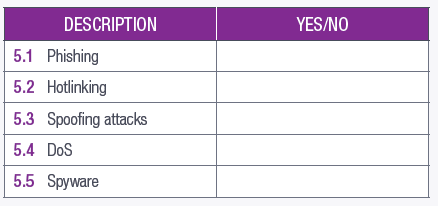 DESCRIPTION YES/NO
5.1 Phishing
5.2 Hotlinking
5.3 Spoofing attacks
5.4 DoS
5.5 Spyware